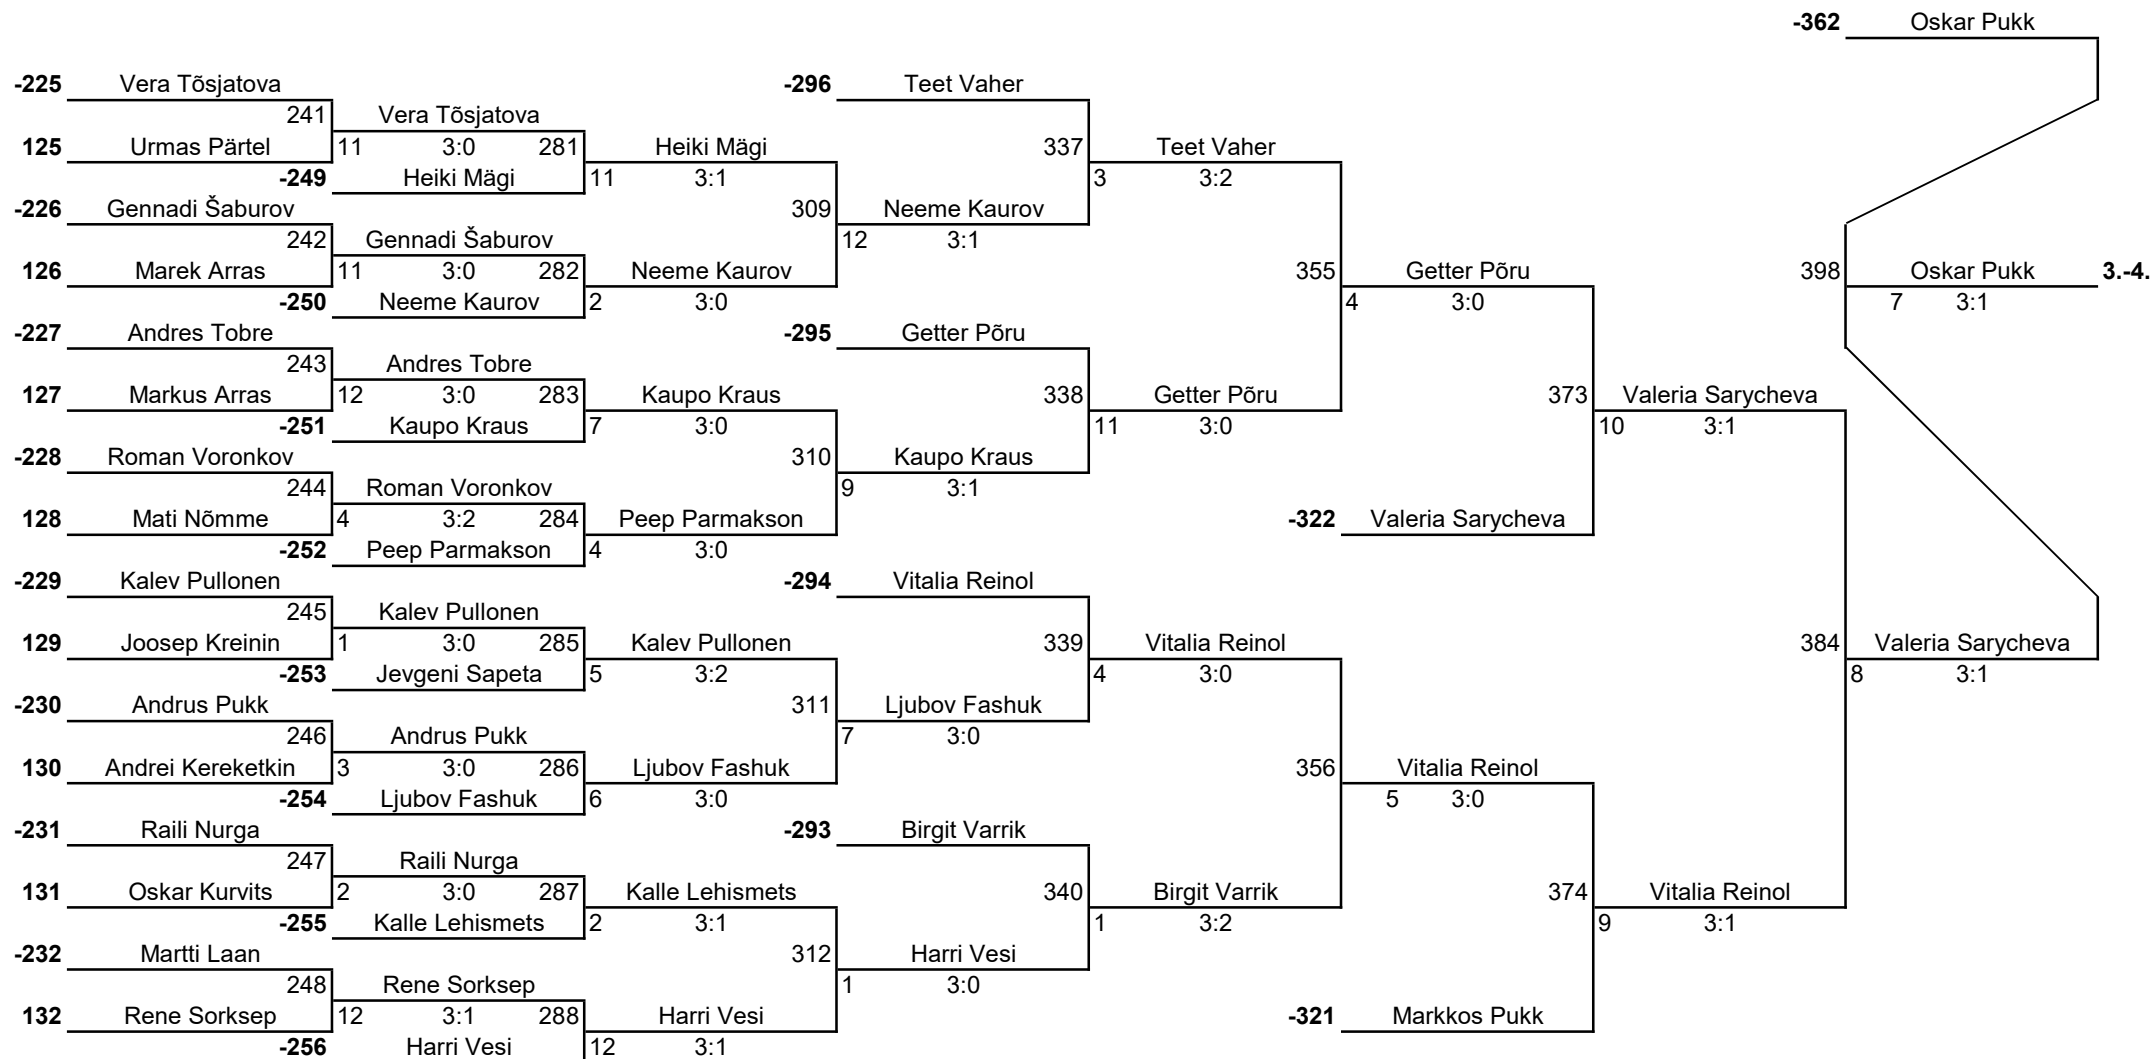 -362 Oskar Pukk
-225 Vera Tõsjatova -296 Teet Vaher
241 Vera Tõsjatova
125 Urmas Pärtel 11 3:0 281 Heiki Mägi 337 Teet Vaher
-249 Heiki Mägi 11 3:1 3 3:2
-226 Gennadi Šaburov 309 Neeme Kaurov
242 Gennadi Šaburov 12 3:1
126 Marek Arras 11 3:0 282 Neeme Kaurov 355 Getter Põru 398 Oskar Pukk 3.-4.
-250 Neeme Kaurov 2 3:0 4 3:0 7 3:1
-227 Andres Tobre -295 Getter Põru
243 Andres Tobre
127 Markus Arras 12 3:0 283 Kaupo Kraus 338 Getter Põru 373 Valeria Sarycheva
-251 Kaupo Kraus 7 3:0 11 3:0 10 3:1
-228 Roman Voronkov 310 Kaupo Kraus
244 Roman Voronkov 9 3:1
128 Mati Nõmme 4 3:2 284 Peep Parmakson -322 Valeria Sarycheva
-252 Peep Parmakson 4 3:0
-229 Kalev Pullonen -294 Vitalia Reinol
245 Kalev Pullonen
129 Joosep Kreinin 1 3:0 285 Kalev Pullonen 339 Vitalia Reinol 384 Valeria Sarycheva
-253 Jevgeni Sapeta 5 3:2 4 3:0 8 3:1
-230 Andrus Pukk 311 Ljubov Fashuk
246 Andrus Pukk 7 3:0
130 Andrei Kereketkin 3 3:0 286 Ljubov Fashuk 356 Vitalia Reinol
-254 Ljubov Fashuk 6 3:0 5 3:0
-231 Raili Nurga -293 Birgit Varrik
247 Raili Nurga
131 Oskar Kurvits 2 3:0 287 Kalle Lehismets 340 Birgit Varrik 374 Vitalia Reinol
-255 Kalle Lehismets 2 3:1 1 3:2 9 3:1
-232 Martti Laan 312 Harri Vesi
248 Rene Sorksep 1 3:0
132 Rene Sorksep 12 3:1 288 Harri Vesi -321 Markkos Pukk
-256 Harri Vesi 12 3:1